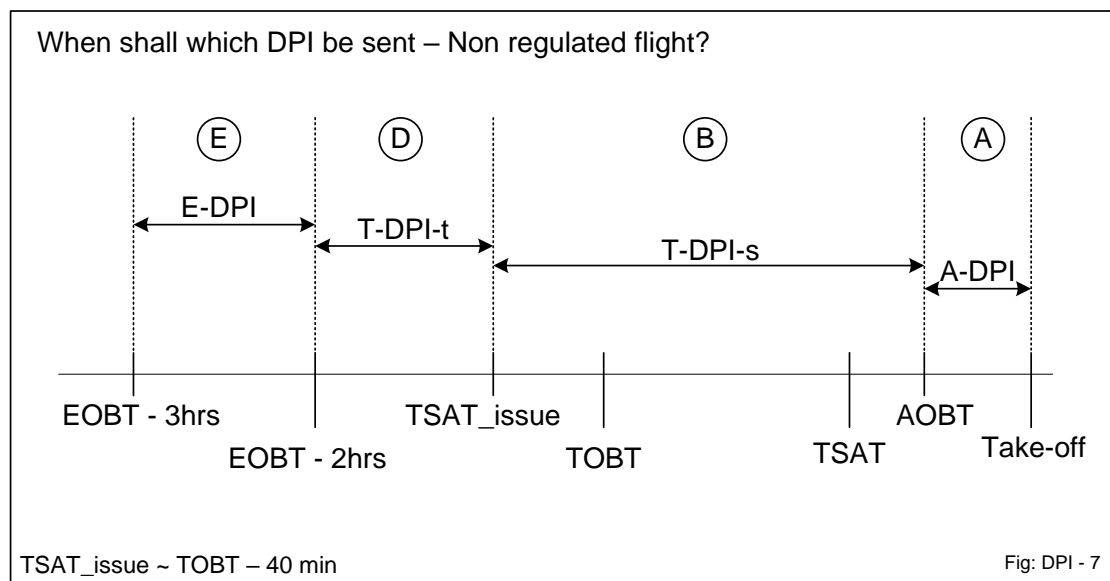 When shall which DPI be sent – Non regulated flight?
E D B A
E-DPI
T-DPI-t
T-DPI-s
A-DPI
EOBT - 3hrs
EOBT - 2hrs
TSAT_issue
TOBT
TSAT
AOBT
Take-off
TSAT_issue ~ TOBT – 40 min
Fig: DPI - 7